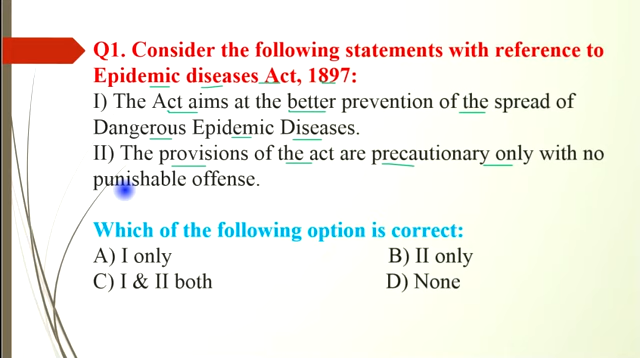 Q1. Consider the following statements with reference to
Epidemic diseases Act, 1897:
I) The Act aims at the better prevention of the spread of
Dangerous Epidemic Diseases.
II) The provisions of the act are precautionary only with no
punishable offense.
Which of the following option is correct:
A) I only B) II only
C) I & II both D) None